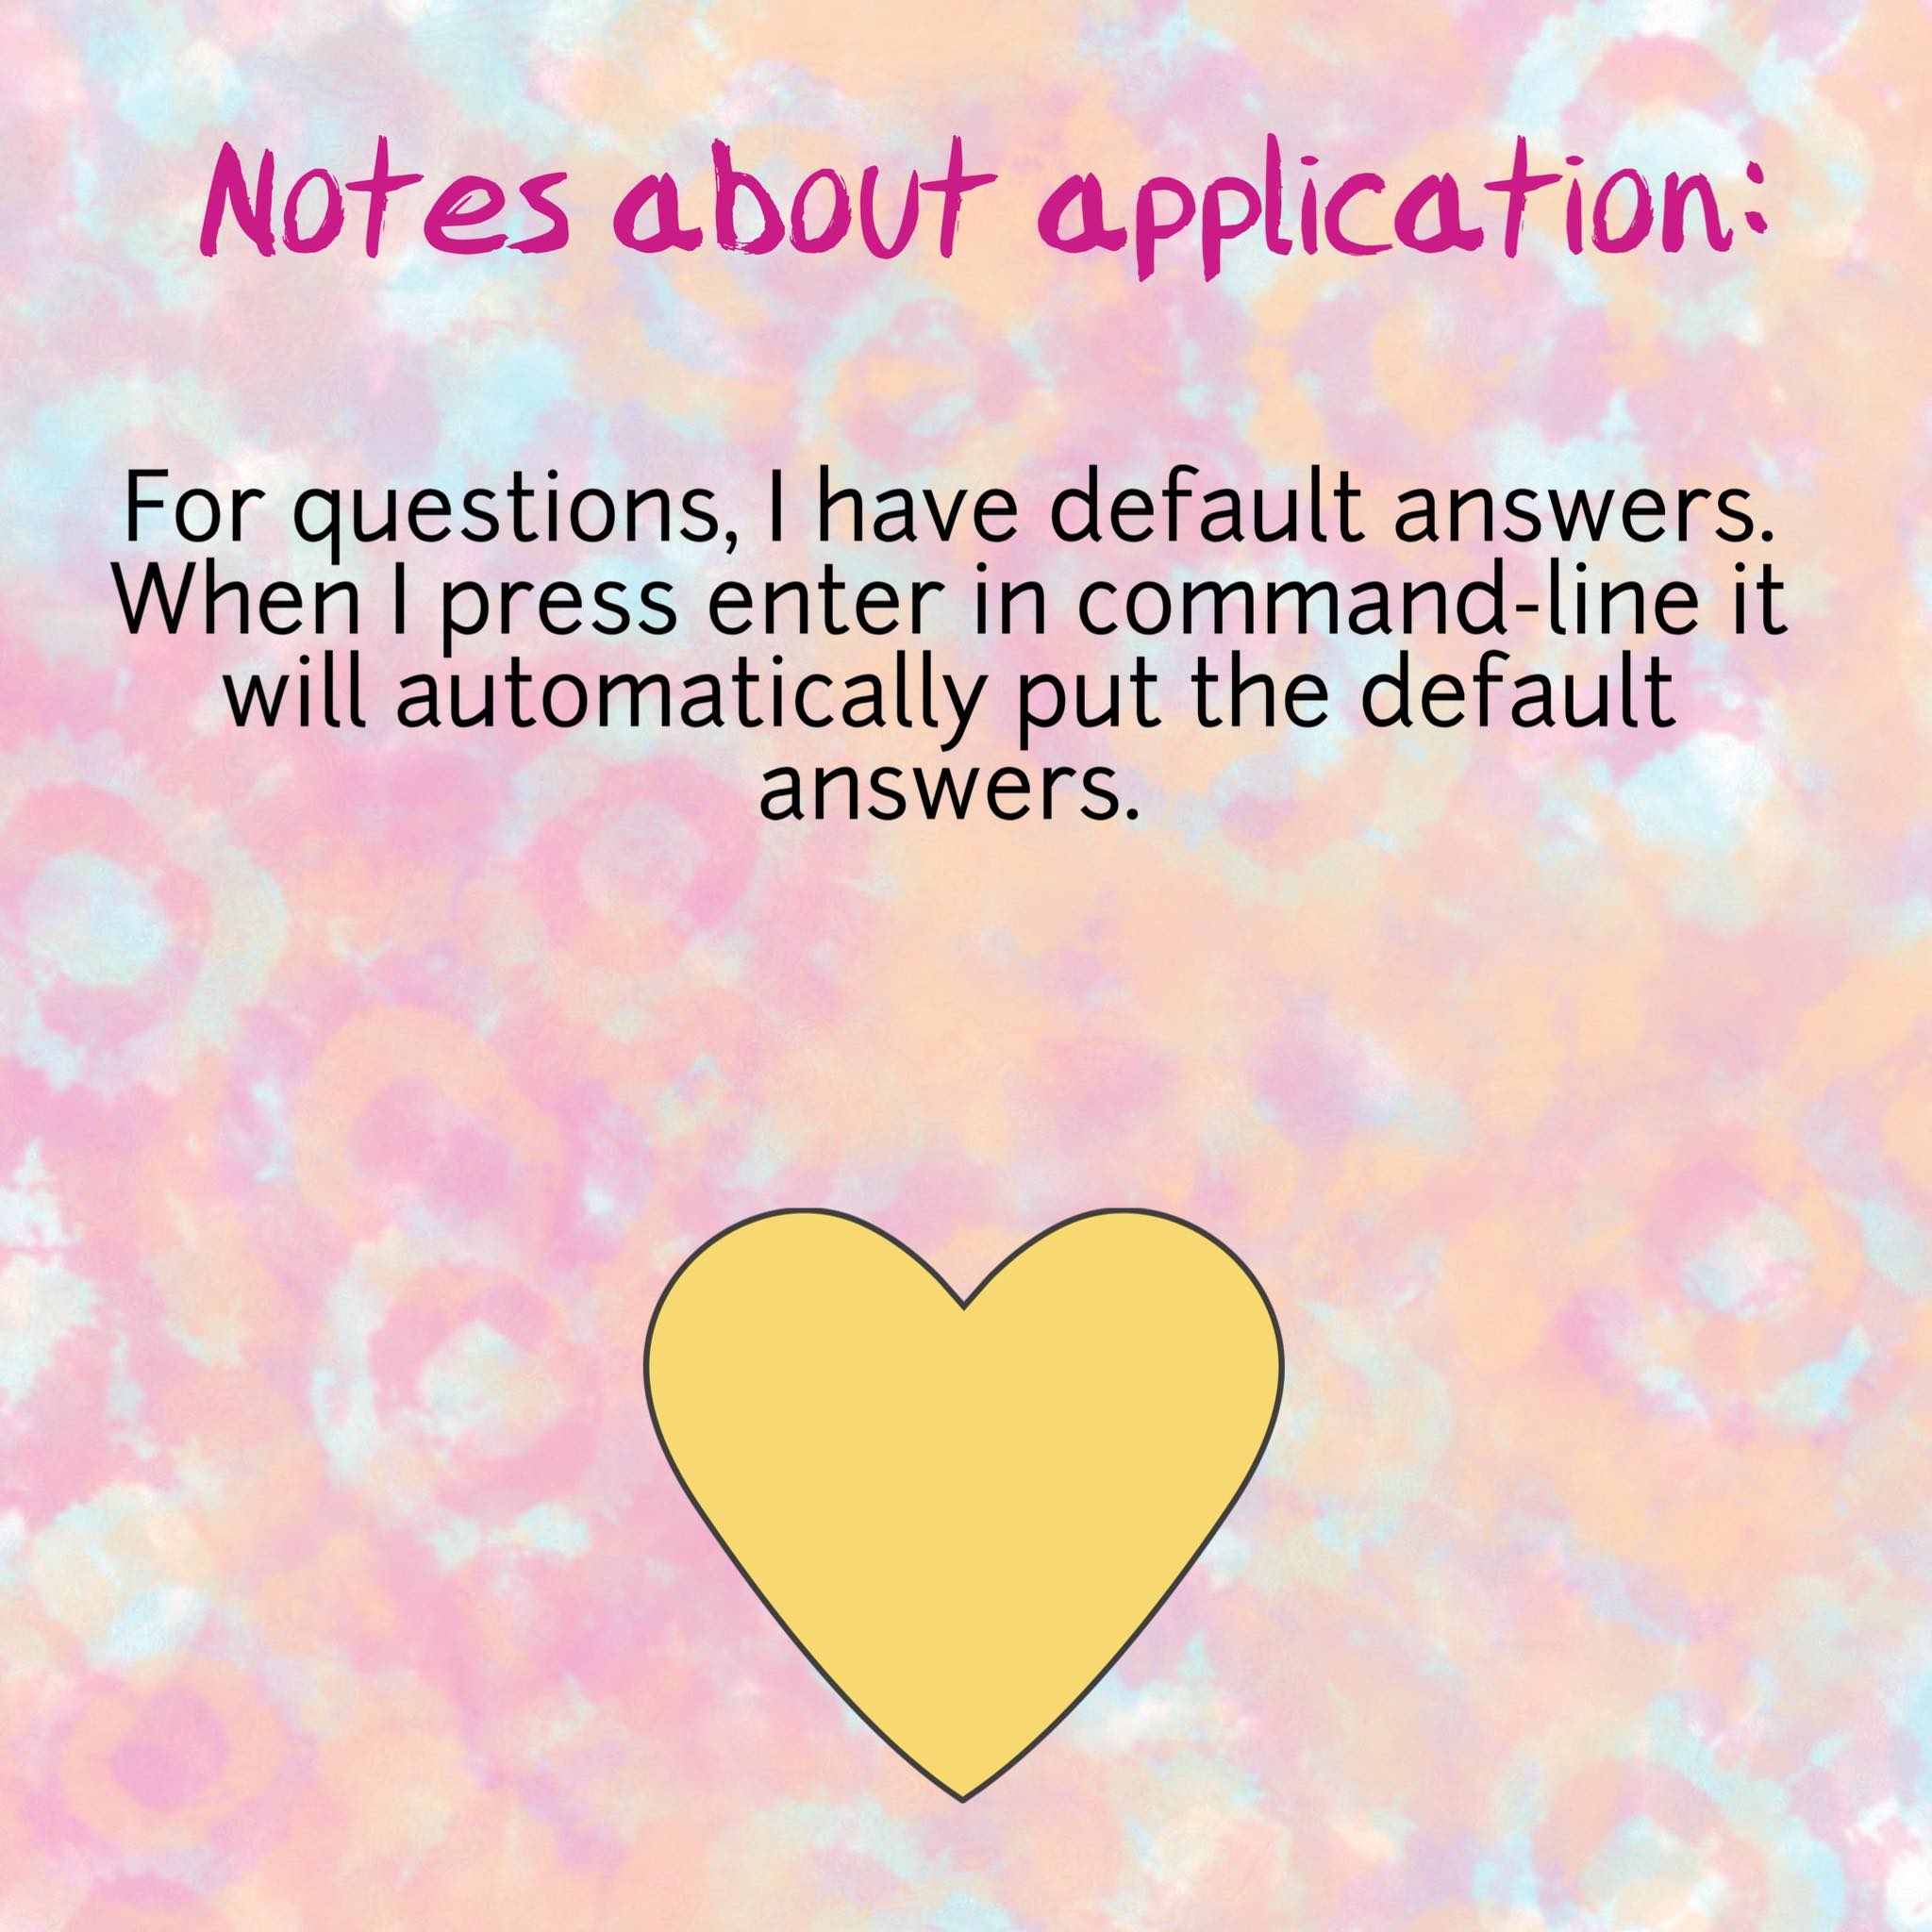 Notes about application:
For questions, I have default answers.
When I press enter in command-line it
will automatically put the default
answers.